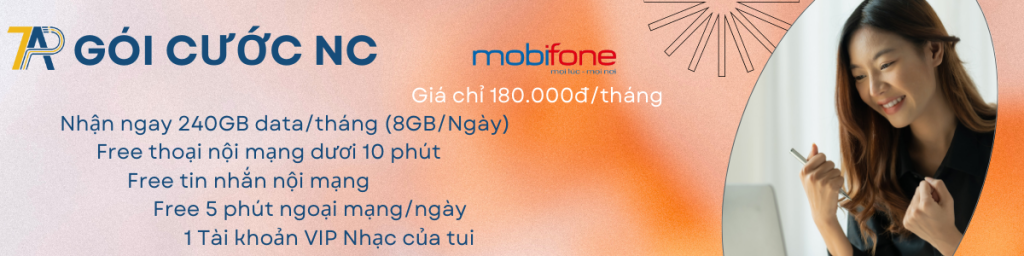 7AP GÓI CƯỚC NC
mobifone
mọi lúc · mọi nơi
Giá chỉ 180.000đ/tháng
Nhận ngay 240GB data/tháng (8GB/Ngày)
Free thoại nội mạng dưới 10 phút
Free tin nhắn nội mạng
Free 5 phút ngoại mạng/ngày
1 Tài khoản VIP Nhạc của tui